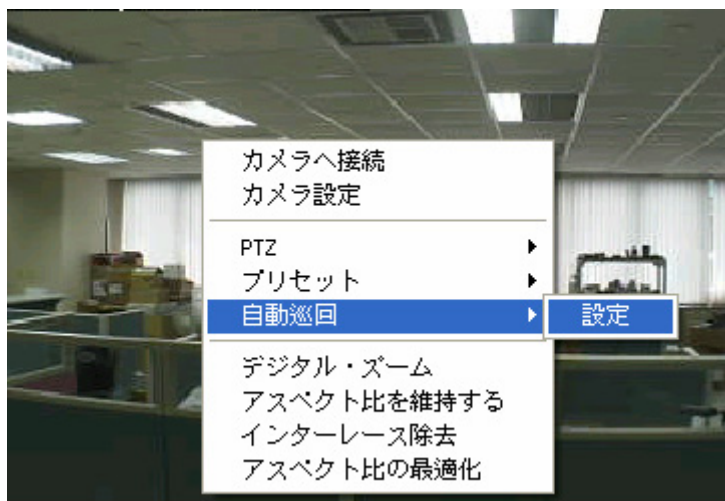 カメラへ接続
カメラ設定
PTZ
プリセット
自動巡回
設定
デジタル・ズーム
アスペクト比を維持する
インターレース除去
アスペクト比の最適化